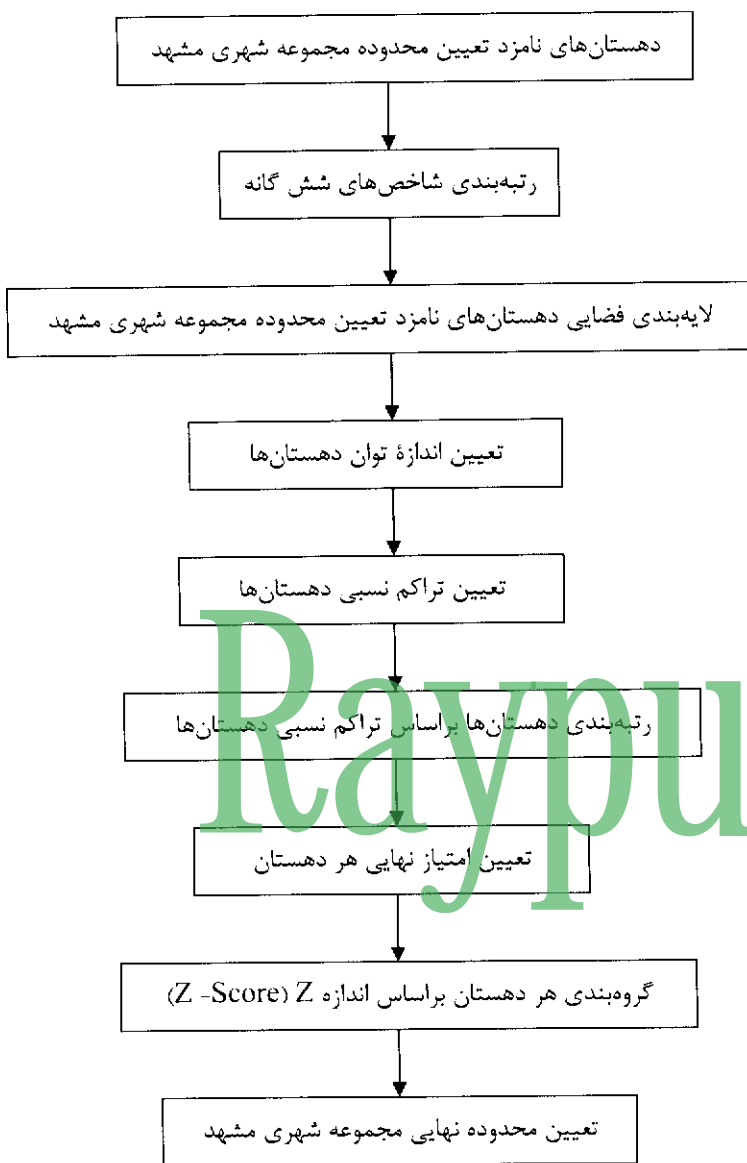 دهستان‌های نامزد تعیین محدوده مجموعه شهری مشهد
رتبه‌بندی شاخص‌های شش گانه
لایه‌بندی فضایی دهستان‌های نامزد تعیین محدوده مجموعه شهری مشهد
تعیین اندازهٔ توان دهستان‌ها
تعیین تراکم نسبی دهستان‌ها
رتبه‌بندی دهستان‌ها براساس تراکم نسبی دهستان‌ها
Raypu
تعیین امتیاز نهایی هر دهستان
گروه‌بندی هر دهستان براساس اندازه Z (Z -Score)
تعیین محدوده نهایی مجموعه شهری مشهد